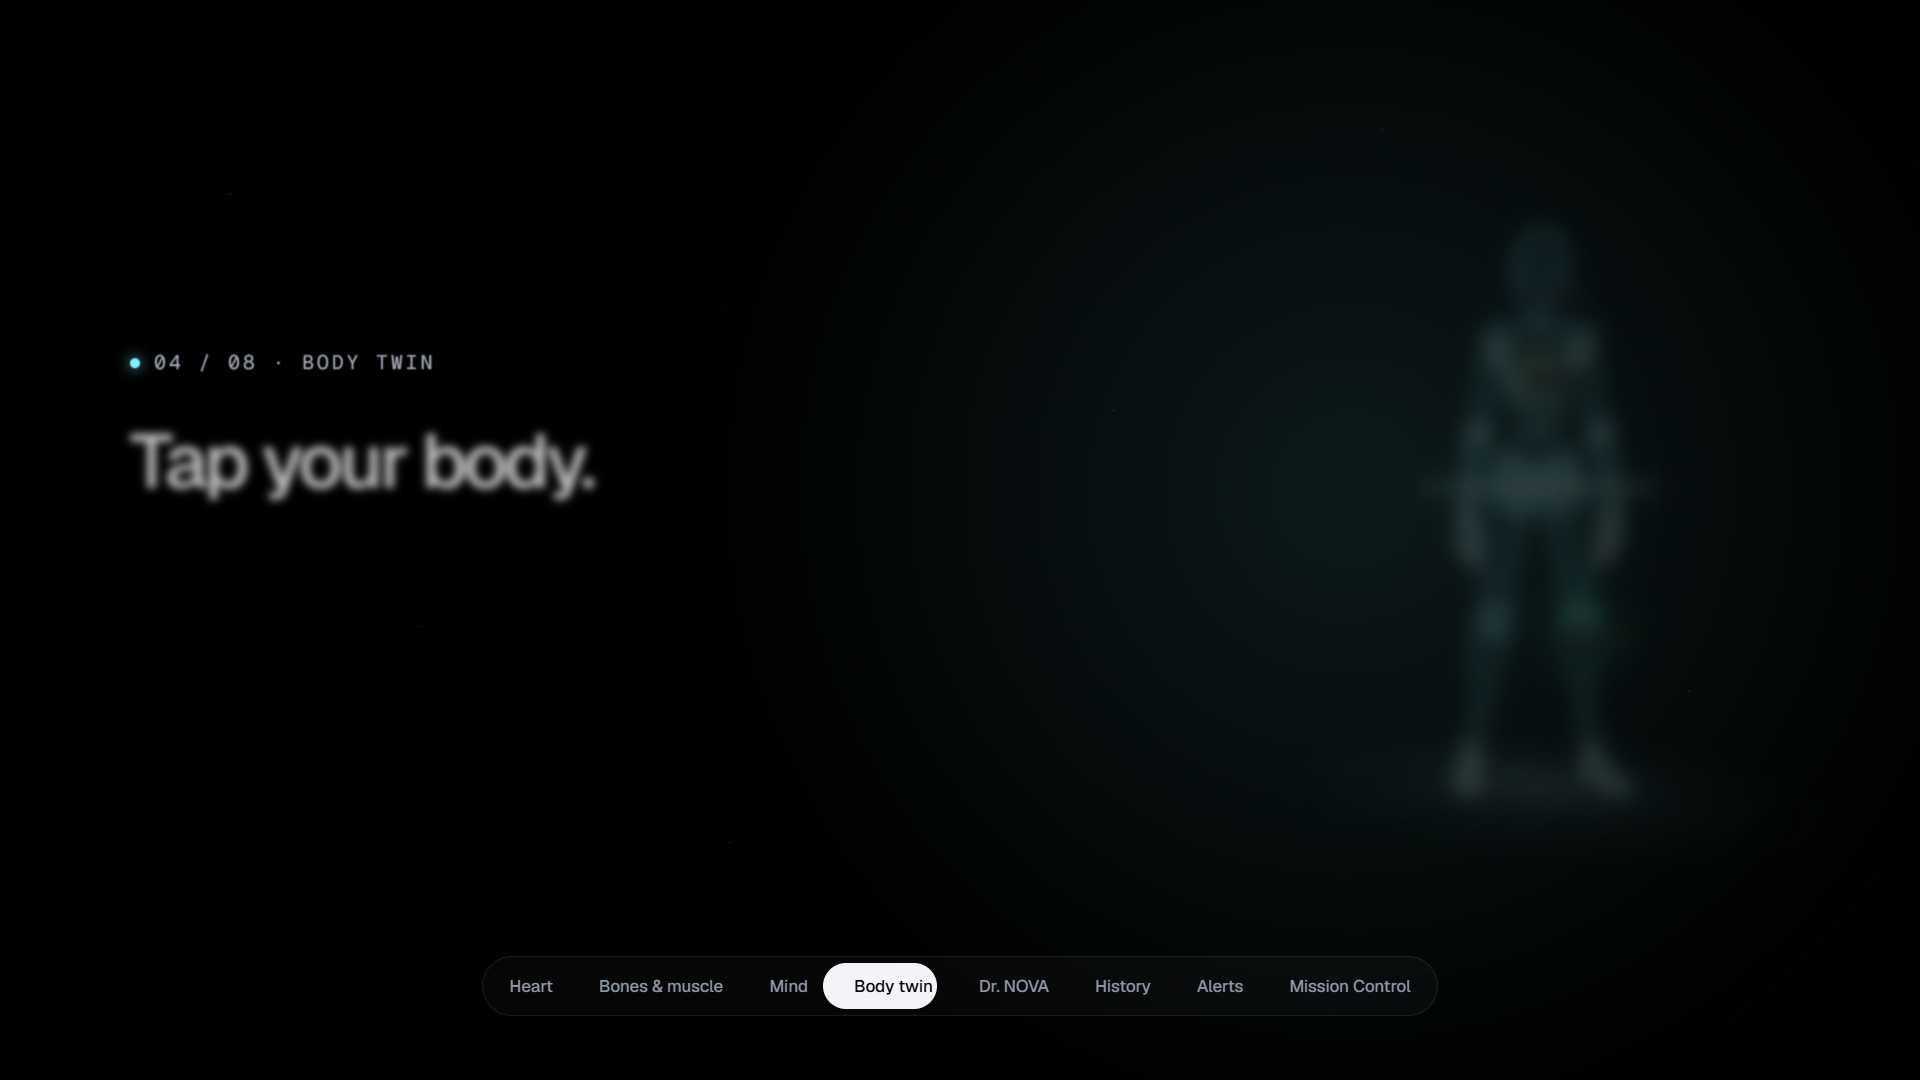 04 / 08 · BODY TWIN
Tap your body.
Heart Bones & muscle Mind Body twin Dr. NOVA History Alerts Mission Control